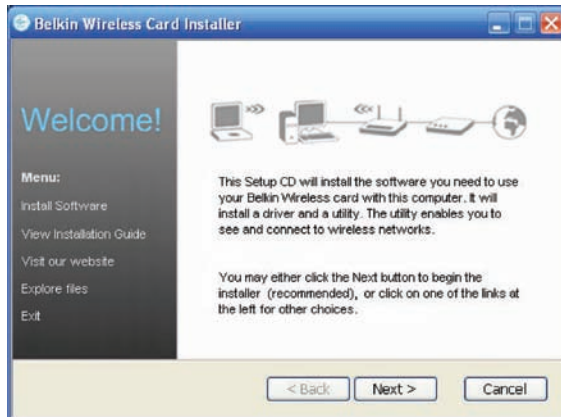 Belkin Wireless Card Installer
Welcome!
Menu:
Install Software
View Installation Guide
Visit our website
Explore files
Exit
This Setup CD will install the software you need to use
your Belkin Wireless card with this computer. It will
install a driver and a utility. The utility enables you to
see and connect to wireless networks.
You may either click the Next button to begin the
installer (recommended), or click on one of the links at
the left for other choices.
< Back
Next >
Cancel